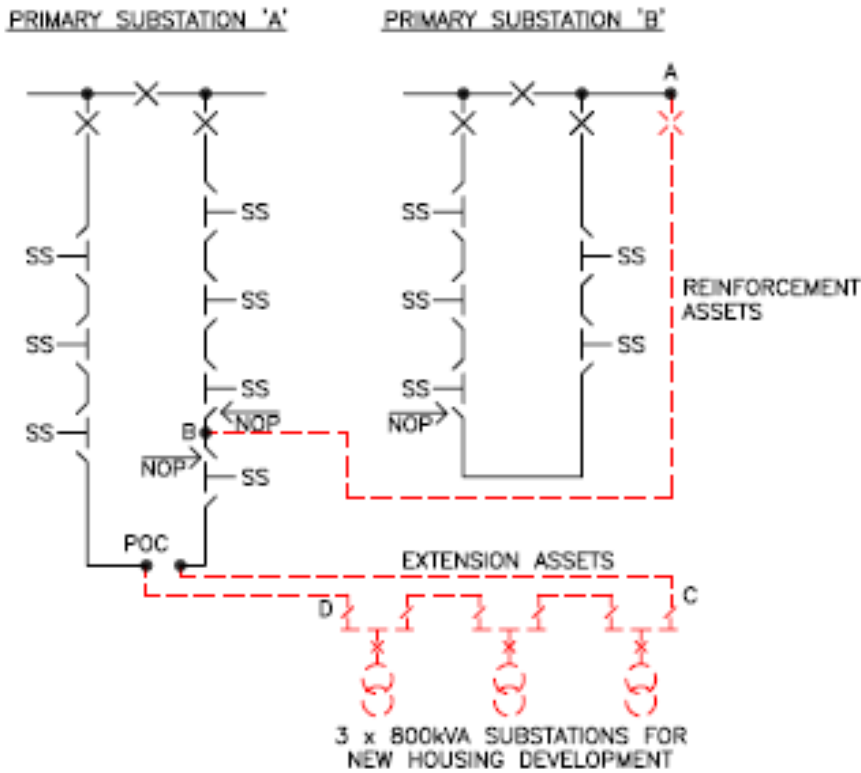 PRIMARY SUBSTATION 'A'
PRIMARY SUBSTATION 'B'
A
SS
SS
SS
SS
SS
REINFORCEMENT
ASSETS
SS
SS
SS
SS
SS
NOP
NOP
SS
B
NOP
SS
POC
EXTENSION ASSETS
D
C
3 x 800kVA SUBSTATIONS FOR
NEW HOUSING DEVELOPMENT